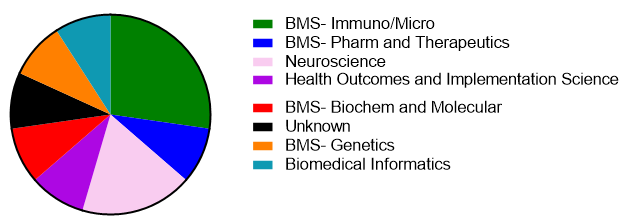 BMS- Immuno/Micro
BMS- Pharm and Therapeutics
Neuroscience
Health Outcomes and Implementation Science
BMS- Biochem and Molecular
Unknown
BMS- Genetics
Biomedical Informatics